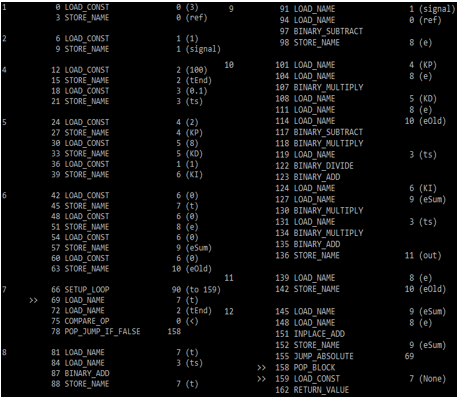 1 0 LOAD_CONST 0 (3)
3 STORE_NAME 0 (ref)
2 6 LOAD_CONST 1 (1)
9 STORE_NAME 1 (signal)
4 12 LOAD_CONST 2 (100)
15 STORE_NAME 2 (tEnd)
18 LOAD_CONST 3 (0.1)
21 STORE_NAME 3 (ts)
5 24 LOAD_CONST 4 (2)
27 STORE_NAME 4 (KP)
30 LOAD_CONST 5 (8)
33 STORE_NAME 5 (KD)
36 LOAD_CONST 1 (1)
39 STORE_NAME 6 (KI)
6 42 LOAD_CONST 6 (0)
45 STORE_NAME 7 (t)
48 LOAD_CONST 6 (0)
51 STORE_NAME 8 (e)
54 LOAD_CONST 6 (0)
57 STORE_NAME 9 (eSum)
60 LOAD_CONST 6 (0)
63 STORE_NAME 10 (eOld)
7 66 SETUP_LOOP 90 (to 159)
>> 69 LOAD_NAME 7 (t)
72 LOAD_NAME 2 (tEnd)
75 COMPARE_OP 0 (<)
78 POP_JUMP_IF_FALSE 158
8 81 LOAD_NAME 7 (t)
84 LOAD_NAME 3 (ts)
87 BINARY_ADD
88 STORE_NAME 7 (t)
9 91 LOAD_NAME 1 (signal)
94 LOAD_NAME 0 (ref)
97 BINARY_SUBTRACT
98 STORE_NAME 8 (e)
10 101 LOAD_NAME 4 (KP)
104 LOAD_NAME 8 (e)
107 BINARY_MULTIPLY
108 LOAD_NAME 5 (KD)
111 LOAD_NAME 8 (e)
114 LOAD_NAME 10 (eOld)
117 BINARY_SUBTRACT
118 BINARY_MULTIPLY
119 LOAD_NAME 3 (ts)
122 BINARY_DIVIDE
123 BINARY_ADD
124 LOAD_NAME 6 (KI)
127 LOAD_NAME 9 (eSum)
130 BINARY_MULTIPLY
131 LOAD_NAME 3 (ts)
134 BINARY_MULTIPLY
135 BINARY_ADD
136 STORE_NAME 11 (out)
11 139 LOAD_NAME 8 (e)
142 STORE_NAME 10 (eOld)
12 145 LOAD_NAME 9 (eSum)
148 LOAD_NAME 8 (e)
151 INPLACE_ADD
152 STORE_NAME 9 (eSum)
155 JUMP_ABSOLUTE 69
>> 158 POP_BLOCK
>> 159 LOAD_CONST 7 (None)
162 RETURN_VALUE